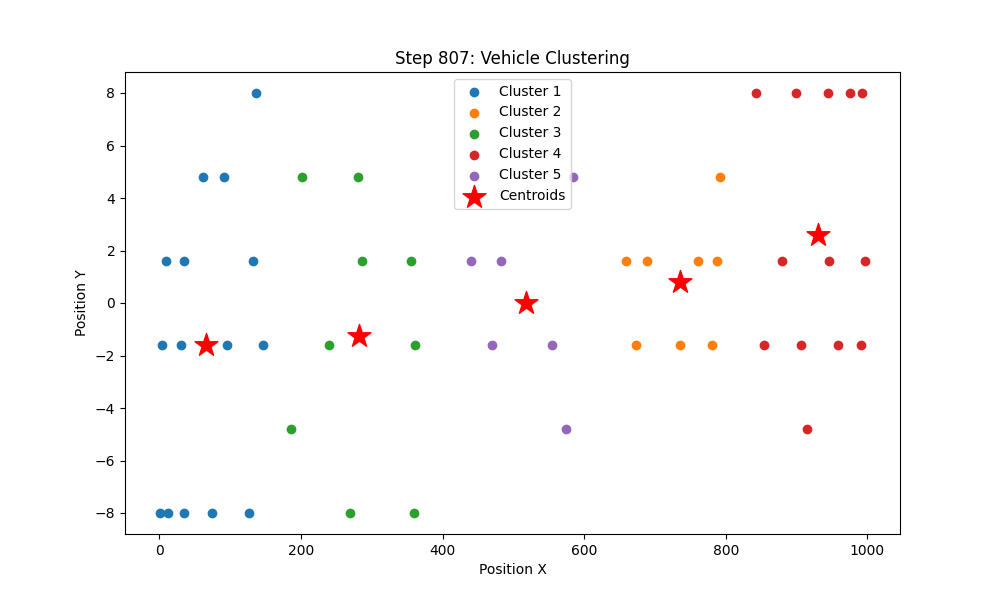 Step 807: Vehicle Clustering
Cluster 1
Cluster 2
Cluster 3
Cluster 4
Cluster 5
Centroids
Position Y
8
6
4
2
0
−2
−4
−6
−8
0
200
400
600
800
1000
Position X